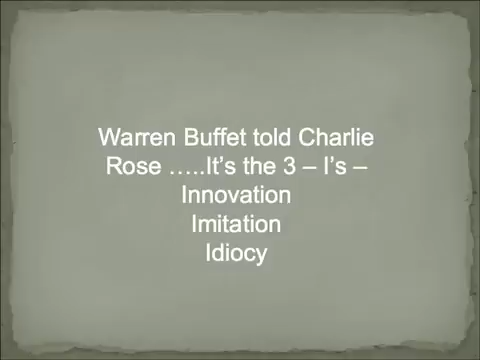 Warren Buffet told Charlie
Rose …..It’s the 3 – I’s –
Innovation
Imitation
Idiocy